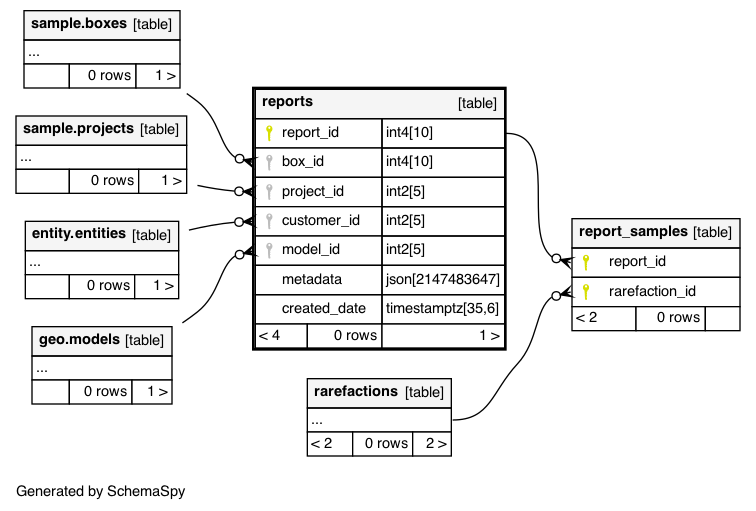 sample.boxes [table]
...
0 rows 1 >
sample.projects [table]
...
0 rows 1 >
entity.entities [table]
...
0 rows 1 >
geo.models [table]
...
0 rows 1 >
reports [table]
report_id int4[10]
box_id int4[10]
project_id int2[5]
customer_id int2[5]
model_id int2[5]
metadata json[2147483647]
created_date timestamptz[35,6]
< 4 0 rows 1 >
rarefactions [table]
...
< 2 0 rows 2 >
report_samples [table]
report_id
rarefaction_id
< 2 0 rows
Generated by SchemaSpy